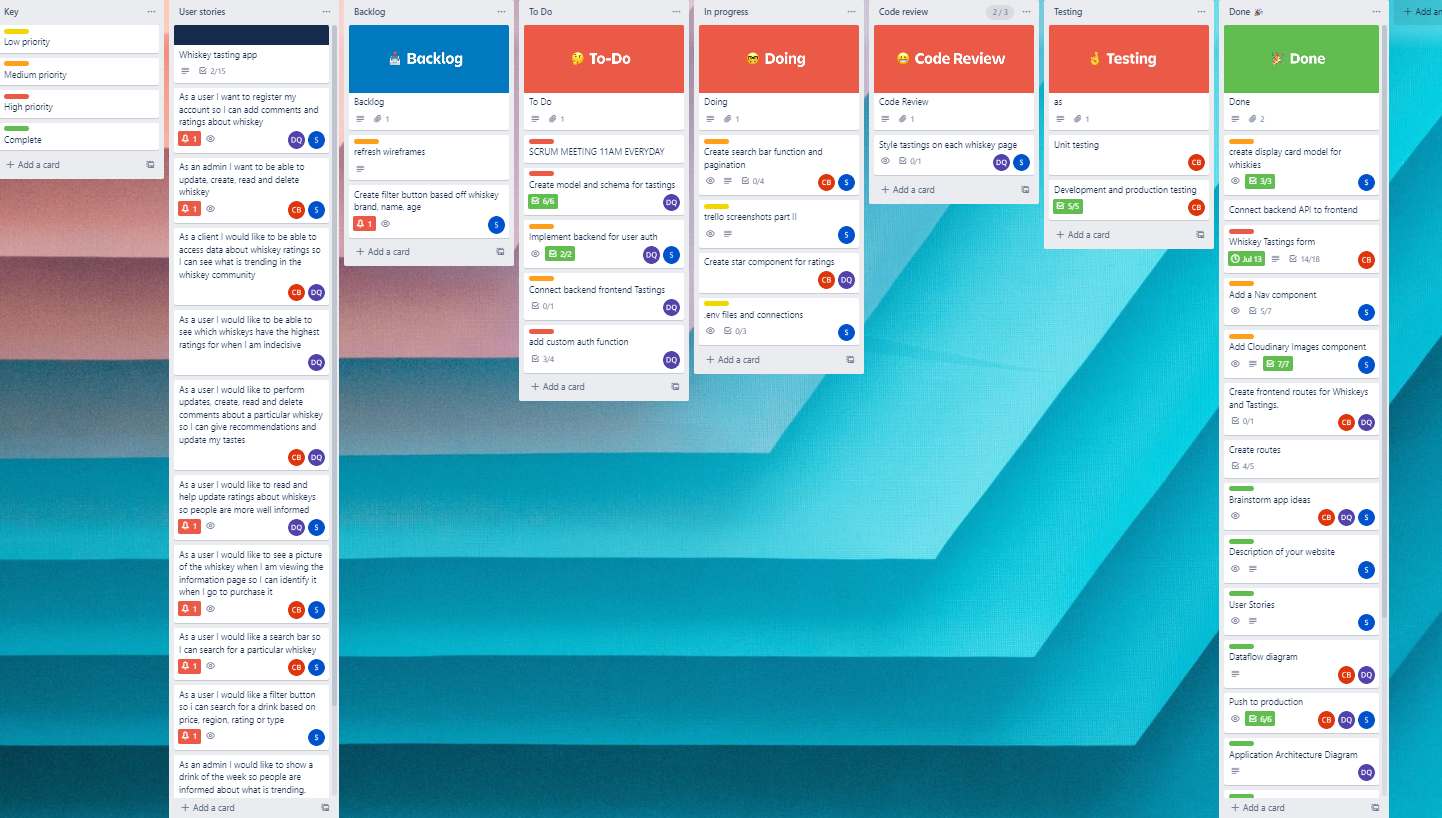 Key
Low priority
Medium priority
High priority
Complete
+ Add a card
User stories
Whiskey tasting app
2/15
As a user I want to register my
account so I can add comments and
ratings about whiskey
1
DQ
S
As an admin I want to be able to
update, create, read and delete
whiskey
1
CB
S
As a client I would like to be able to
access data about whiskey ratings so
I can see what is trending in the
whiskey community
CB
DQ
As a user I would like to be able to
see which whiskeys have the highest
ratings for when I am indecisive
DQ
As a user I would like to perform
updates, create, read and delete
comments about a particular whiskey
so I can give recommendations and
update my tastes
CB
DQ
As a user I would like to read and
help update ratings about whiskeys
so people are more well informed
1
DQ
S
As a user I would like to see a picture
of the whiskey when I am viewing the
information page so I can identify it
when I go to purchase it
1
CB
S
As a user I would like a search bar so
I can search for a particular whiskey
1
CB
S
As a user I would like a filter button
so i can search for a drink based on
price, region, rating or type
1
S
As an admin I would like to show a
drink of the week so people are
informed about what is trending.
+ Add a card
Backlog
Backlog
Backlog
1
refresh wireframes
Create filter button based off whiskey
brand, name, age
1
S
+ Add a card
To Do
To-Do
To Do
1
SCRUM MEETING 11AM EVERYDAY
Create model and schema for tastings
6/6
DQ
Implement backend for user auth
2/2
DQ
S
Connect backend frontend Tastings
0/1
DQ
add custom auth function
3/4
DQ
+ Add a card
In progress
Doing
Doing
1
Create search bar function and
pagination
0/4
CB
S
trello screenshots part II
S
Create star component for ratings
CB
DQ
.env files and connections
0/3
S
+ Add a card
Code review
2 / 3
Code Review
Code Review
1
Style tastings on each whiskey page
0/1
DQ
S
+ Add a card
Testing
Testing
as
1
Unit testing
CB
Development and production testing
5/5
CB
+ Add a card
Done 🎉
Done
Done
2
create display card model for
whiskies
3/3
S
Connect backend API to frontend
Whiskey Tastings form
Jul 13
14/18
CB
Add a Nav component
5/7
S
Add Cloudinary Images component
7/7
S
Create frontend routes for Whiskeys
and Tastings.
0/1
CB
DQ
Create routes
4/5
Brainstorm app ideas
CB
DQ
S
Description of your website
S
User Stories
S
Dataflow diagram
CB
DQ
Push to production
6/6
CB
DQ
S
Application Architecture Diagram
DQ
+ Add a card
+ Add an